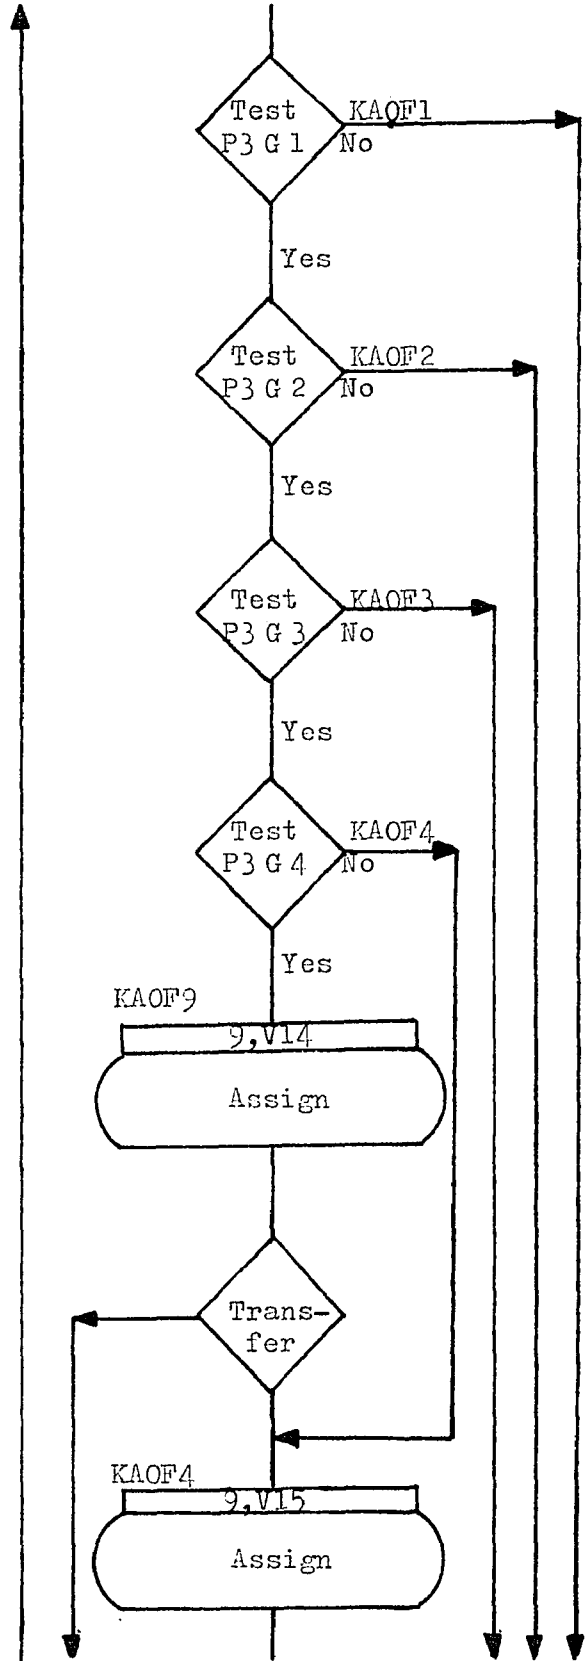 Test
P3 G 1
KAOF1
No
Yes
Test
P3 G 2
KAOF2
No
Yes
Test
P3 G 3
KAOF3
No
Yes
Test
P3 G 4
KAOF4
No
Yes
KAOF9
9,V14
Assign
Trans-
fer
KAOF4
9,V15
Assign